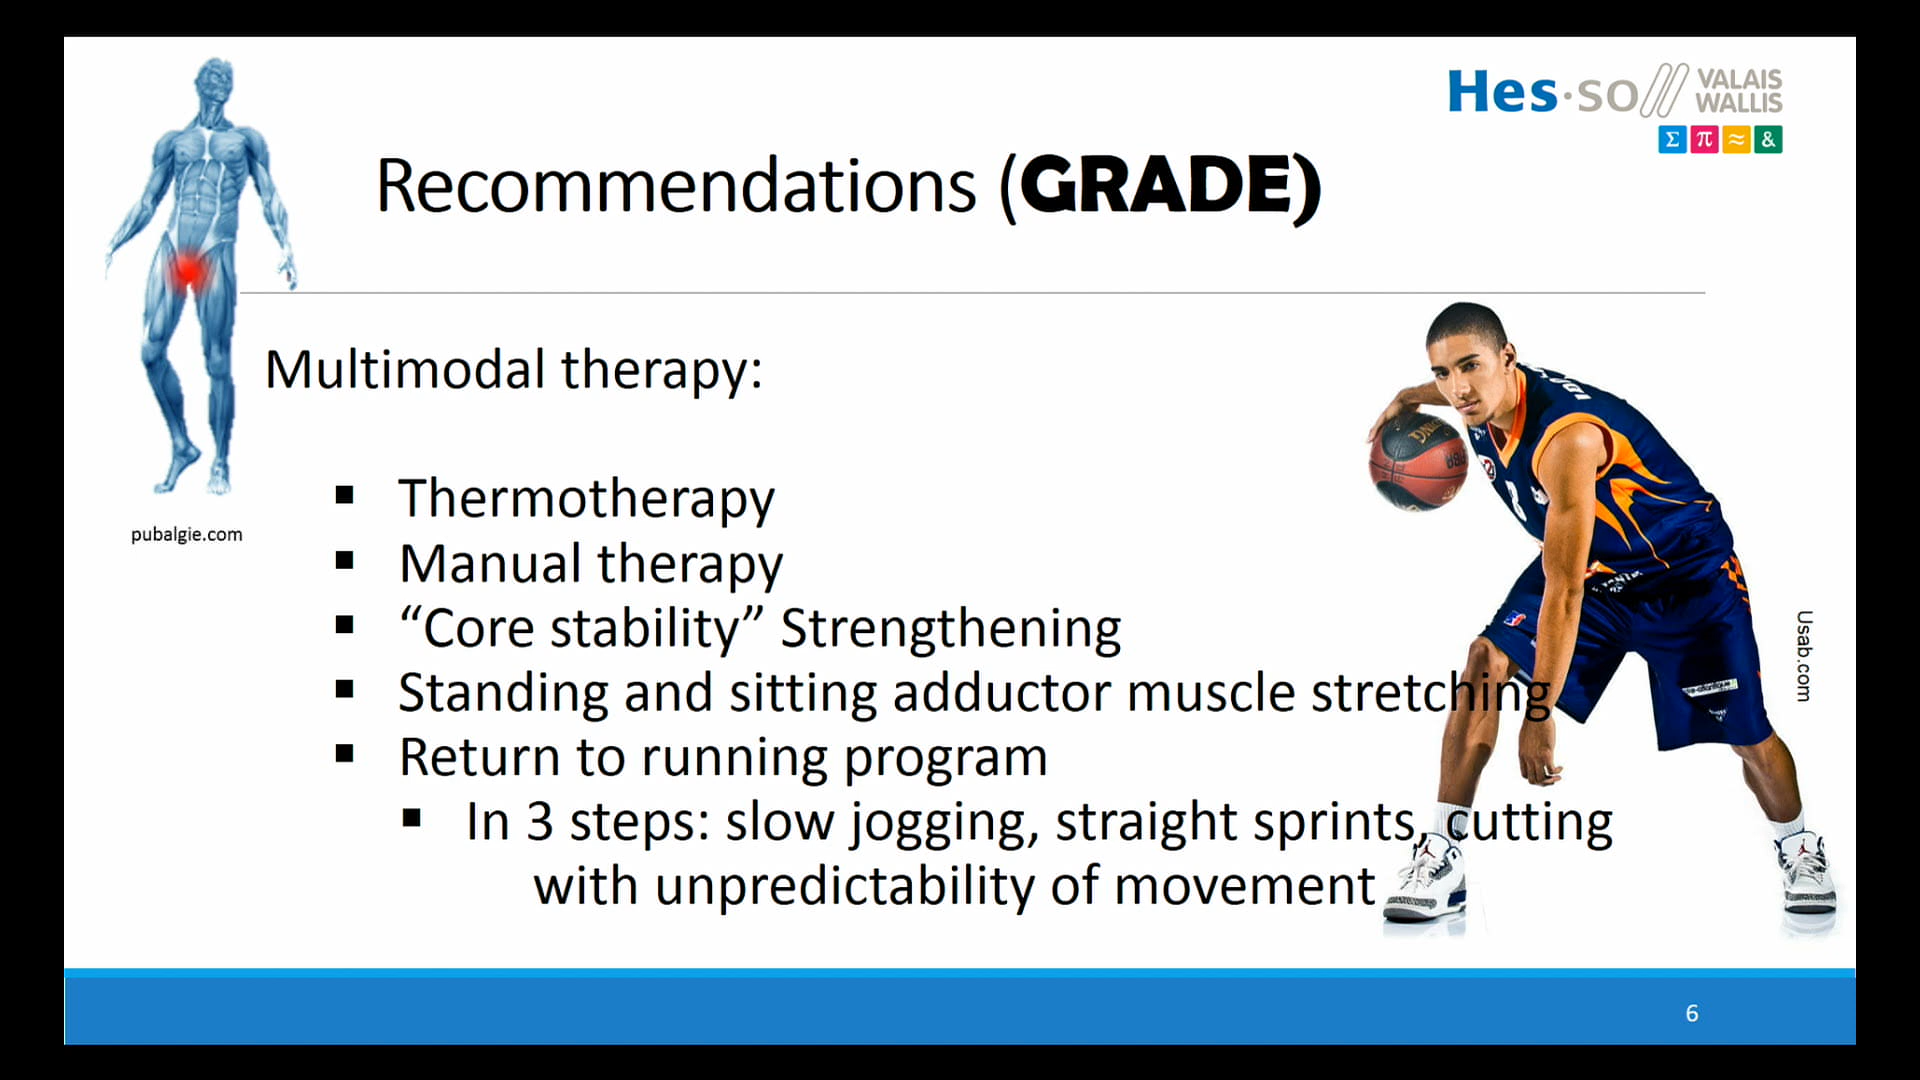 Hes·so VALAIS
WALLIS
Σ π ≈ &
Recommendations (GRADE)
Multimodal therapy:
▪ Thermotherapy
pubalgie.com
▪ Manual therapy
▪ “Core stability” Strengthening
▪ Standing and sitting adductor muscle stretching
▪ Return to running program
▪ In 3 steps: slow jogging, straight sprints, cutting
with unpredictability of movement
Usab.com
6